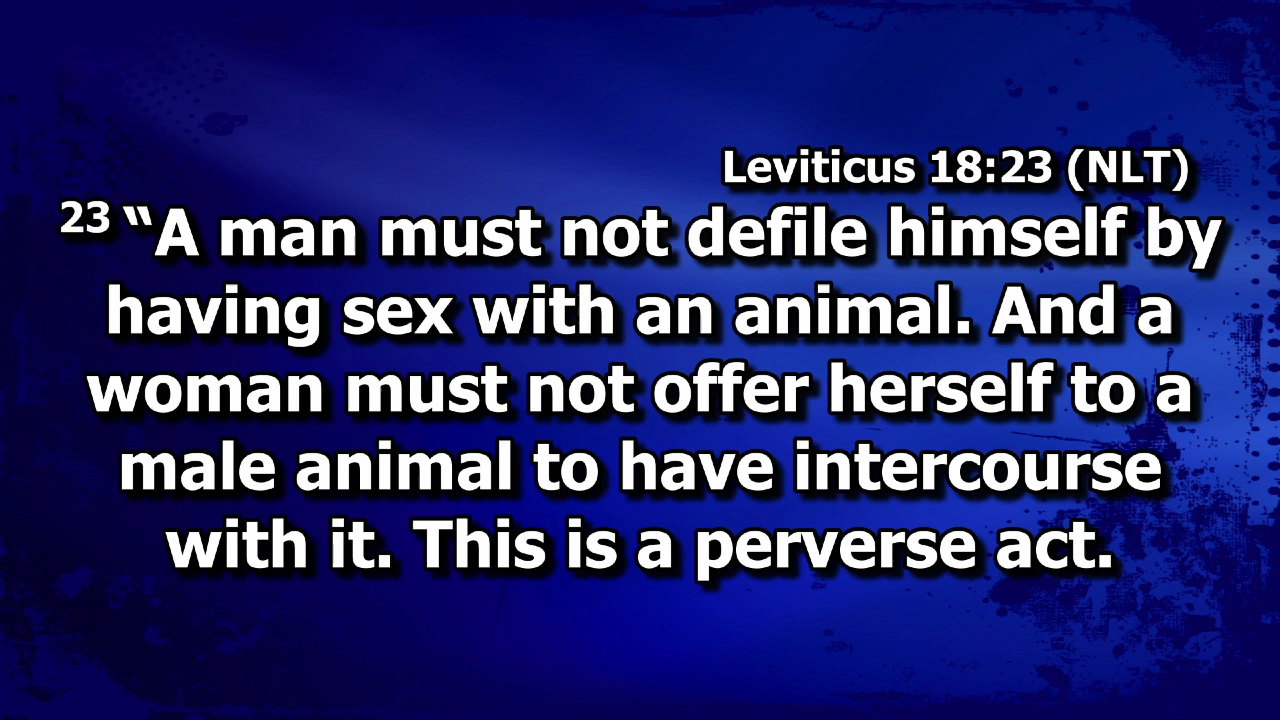 Leviticus 18:23 (NLT)
23 “A man must not defile himself by
having sex with an animal. And a
woman must not offer herself to a
male animal to have intercourse
with it. This is a perverse act.